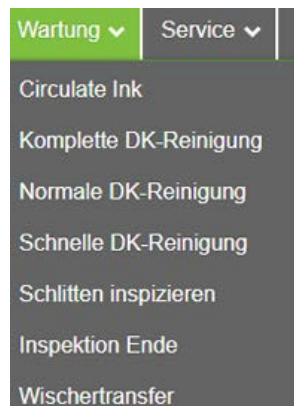 Wartung Service
Circulate Ink
Komplette DK-Reinigung
Normale DK-Reinigung
Schnelle DK-Reinigung
Schlitten inspizieren
Inspektion Ende
Wischertransfer